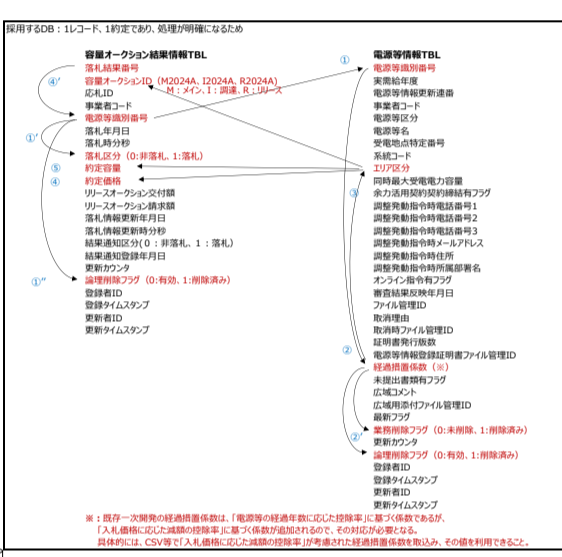 採用するDB：1レコード、1約定であり、処理が明確になるため
容量オークション結果情報TBL
落札結果番号
容量オークションID（M2024A、I2024A、R2024A）
M：メイン、I：調達、R：リリース
応札ID
事業者コード
電源等識別番号
落札年月日
落札時分秒
落札区分（0:非落札、1:落札）
約定容量
約定価格
リリースオークション交付額
リリースオークション請求額
落札情報更新年月日
落札情報更新時分秒
結果通知区分(０：非落札、１：落札）
結果通知登録年月日
更新カウンタ
論理削除フラグ（0:有効、1:削除済み）
登録者ID
登録タイムスタンプ
更新者ID
更新タイムスタンプ
④’
①’
⑤
④
①’’
電源等情報TBL
電源等識別番号
実需給年度
電源等情報更新連番
事業者コード
電源等区分
電源等名
受電地点特定番号
系統コード
エリア区分
同時最大受電電力容量
余力活用契約契約締結有フラグ
調整発動指令時電話番号1
調整発動指令時電話番号2
調整発動指令時電話番号3
調整発動指令時メールアドレス
調整発動指令時住所
調整発動指令時所属部署名
オンライン指令有フラグ
審査結果反映年月日
ファイル管理ID
取消理由
取消時ファイル管理ID
証明書発行版数
電源等情報登録証明書ファイル管理ID
経過措置係数（※）
未提出書類有フラグ
広域コメント
広域用添付ファイル管理ID
最新フラグ
業務削除フラグ（0:未削除、1:削除済み）
更新カウンタ
論理削除フラグ（0:有効、1:削除済み）
登録者ID
登録タイムスタンプ
更新者ID
更新タイムスタンプ
①
③
②
②’
※：既存一次開発の経過措置係数は、「電源等の経過年数に応じた控除率」に基づく係数であるが、
「入札価格に応じた減額の控除率」に基づく係数が追加されるので、その対応が必要となる。
具体的には、CSV等で「入札価格に応じた減額の控除率」が考慮された経過措置係数を取込み、その値を利用できること。